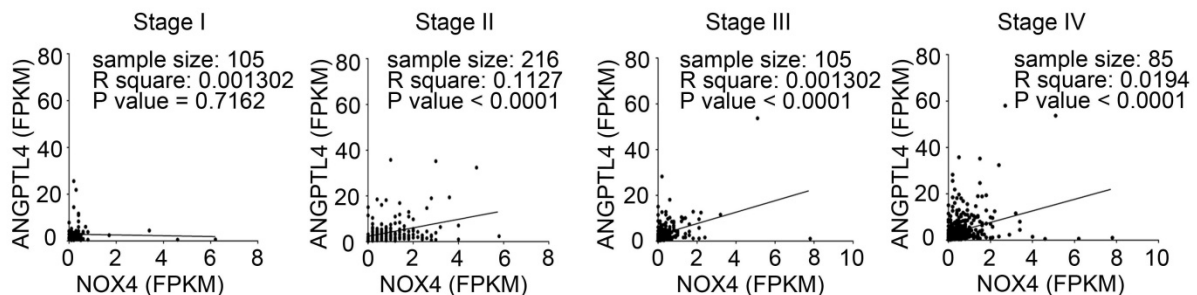 Stage I
sample size: 105
R square: 0.001302
P value = 0.7162
ANGPTL4 (FPKM)
80
60
40
20
0
0 2 4 6 8
NOX4 (FPKM)
Stage II
sample size: 216
R square: 0.1127
P value < 0.0001
ANGPTL4 (FPKM)
80
60
40
20
0
0 2 4 6 8
NOX4 (FPKM)
Stage III
sample size: 105
R square: 0.001302
P value < 0.0001
ANGPTL4 (FPKM)
80
60
40
20
0
0 2 4 6 8 10
NOX4 (FPKM)
Stage IV
sample size: 85
R square: 0.0194
P value < 0.0001
ANGPTL4 (FPKM)
80
60
40
20
0
0 2 4 6 8 10
NOX4 (FPKM)